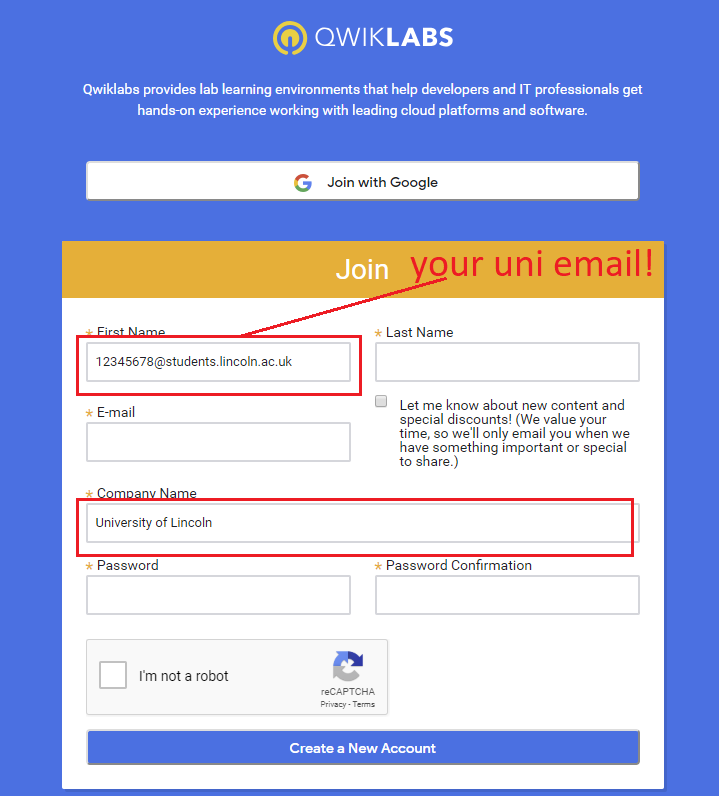 QWIKLABS
Qwiklabs provides lab learning environments that help developers and IT professionals get
hands-on experience working with leading cloud platforms and software.
Join with Google
Join your uni email!
* First Name
12345678@students.lincoln.ac.uk
* Last Name
* E-mail
Let me know about new content and
special discounts! (We value your
time, so we'll only email you when we
have something important or special
to share.)
* Company Name
University of Lincoln
* Password
* Password Confirmation
I'm not a robot
reCAPTCHA
Privacy - Terms
Create a New Account